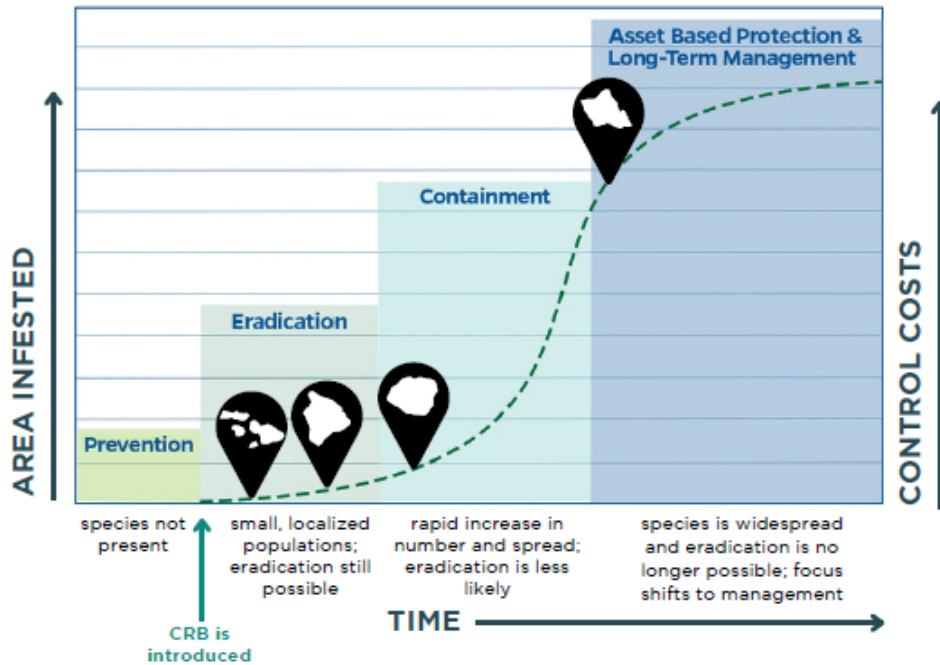 Asset Based Protection &
Long-Term Management
Containment
Eradication
Prevention
AREA INFESTED
CONTROL COSTS
species not
present
small, localized
populations;
eradication still
possible
rapid increase in
number and spread;
eradication is less
likely
species is widespread
and eradication is no
longer possible; focus
shifts to management
TIME
CRB is
introduced